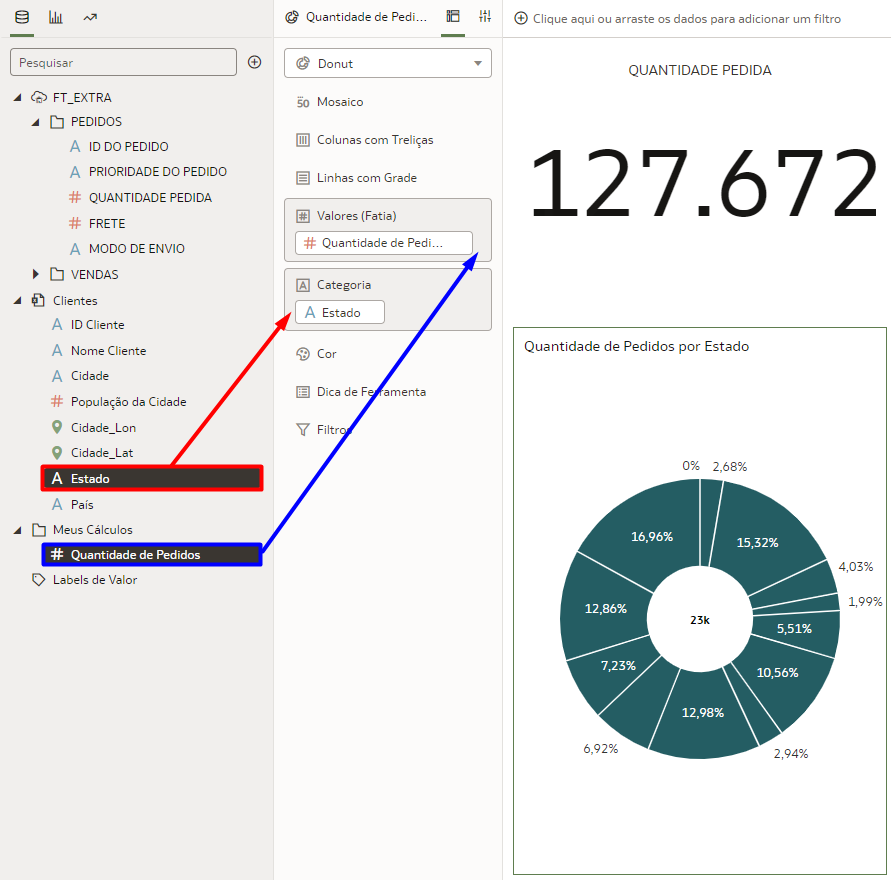 Pesquisar
FT_EXTRA
PEDIDOS
A ID DO PEDIDO
A PRIORIDADE DO PEDIDO
# QUANTIDADE PEDIDA
# FRETE
A MODO DE ENVIO
VENDAS
Clientes
A ID Cliente
A Nome Cliente
A Cidade
# População da Cidade
Cidade_Lon
Cidade_Lat
A Estado
A País
Meus Cálculos
# Quantidade de Pedidos
Labels de Valor
Quantidade de Pedi...
Donut
50 Mosaico
Colunas com Treliças
Linhas com Grade
# Valores (Fatia)
# Quantidade de Pedi...
A Categoria
A Estado
Cor
Dica de Ferramenta
Filtros
Clique aqui ou arraste os dados para adicionar um filtro
QUANTIDADE PEDIDA
127.672
Quantidade de Pedidos por Estado
0% 2,68%
16,96% 15,32%
4,03%
1,99%
12,86% 5,51%
23k
7,23% 10,56%
12,98%
6,92% 2,94%